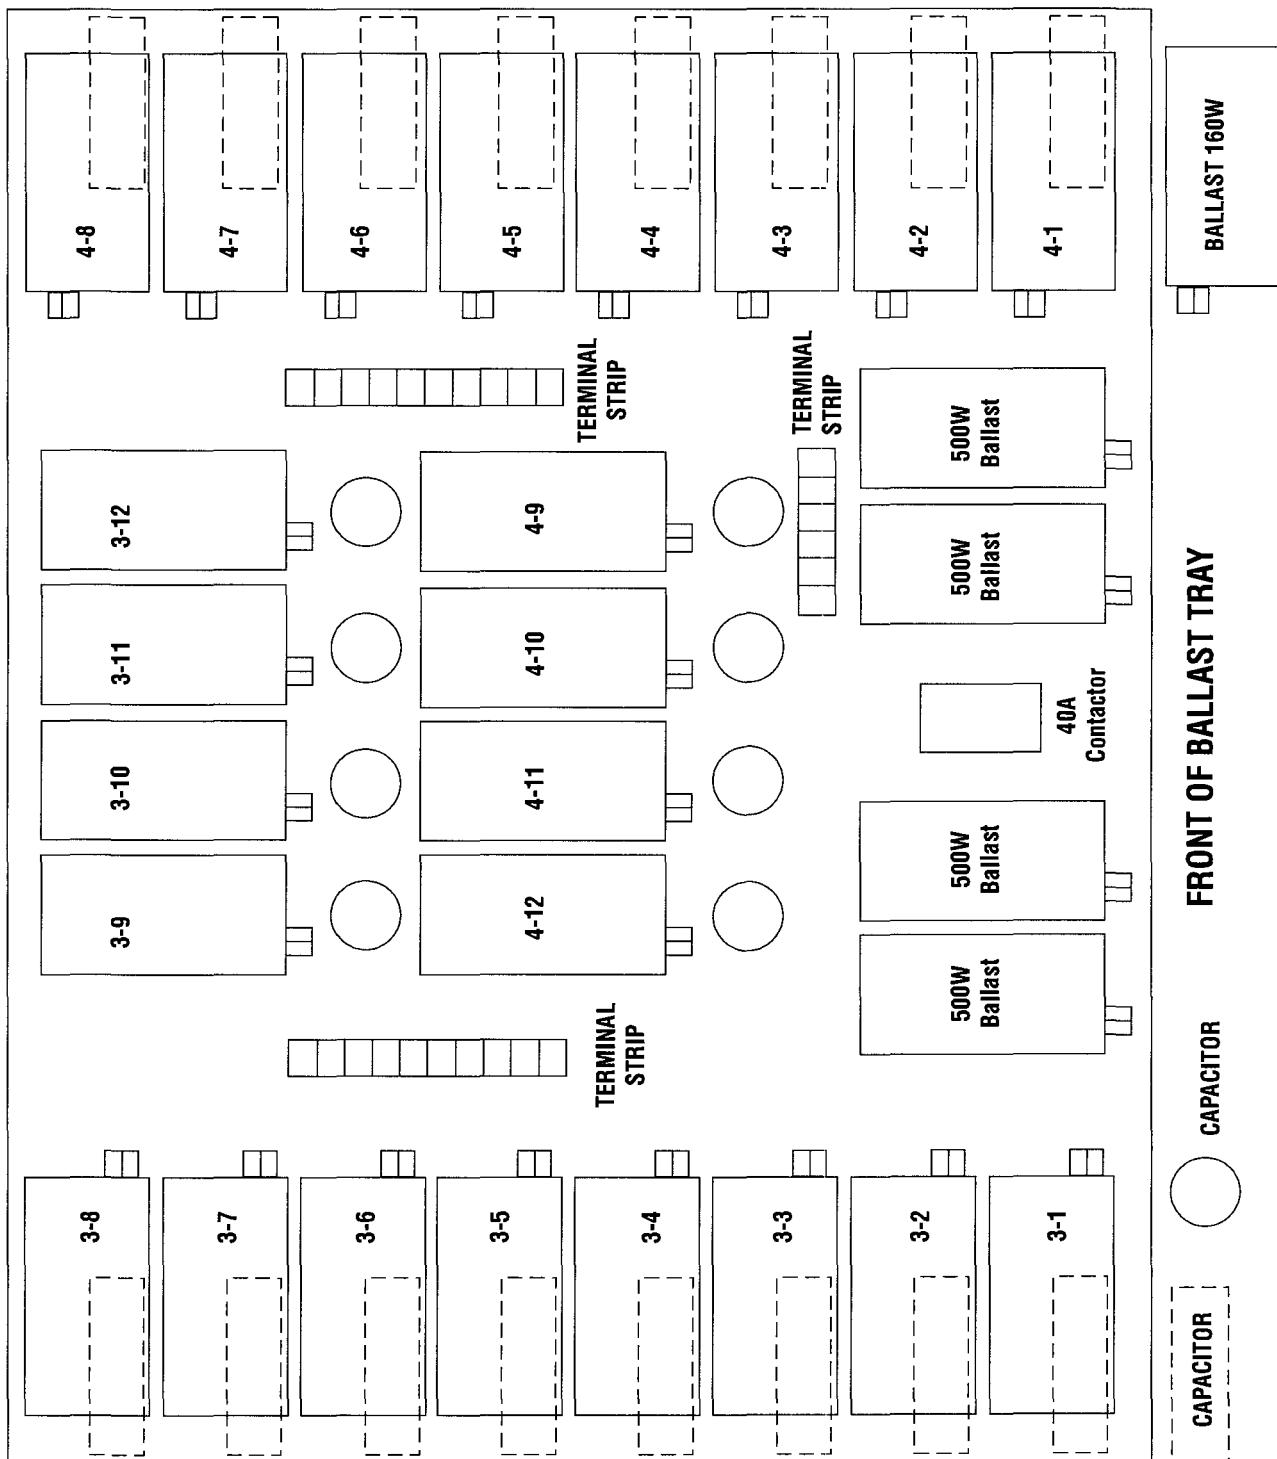 3-8
4-8
3-9
3-10
3-11
3-12
3-7
4-7
3-6
4-6
3-5
4-5
4-12
4-11
4-10
4-9
TERMINAL
STRIP
TERMINAL
STRIP
3-4
4-4
3-3
4-3
TERMINAL
STRIP
3-2
4-2
500W
Ballast
500W
Ballast
500W
Ballast
500W
Ballast
3-1
4-1
40A
Contactor
FRONT OF BALLAST TRAY
CAPACITOR
CAPACITOR
BALLAST 160W